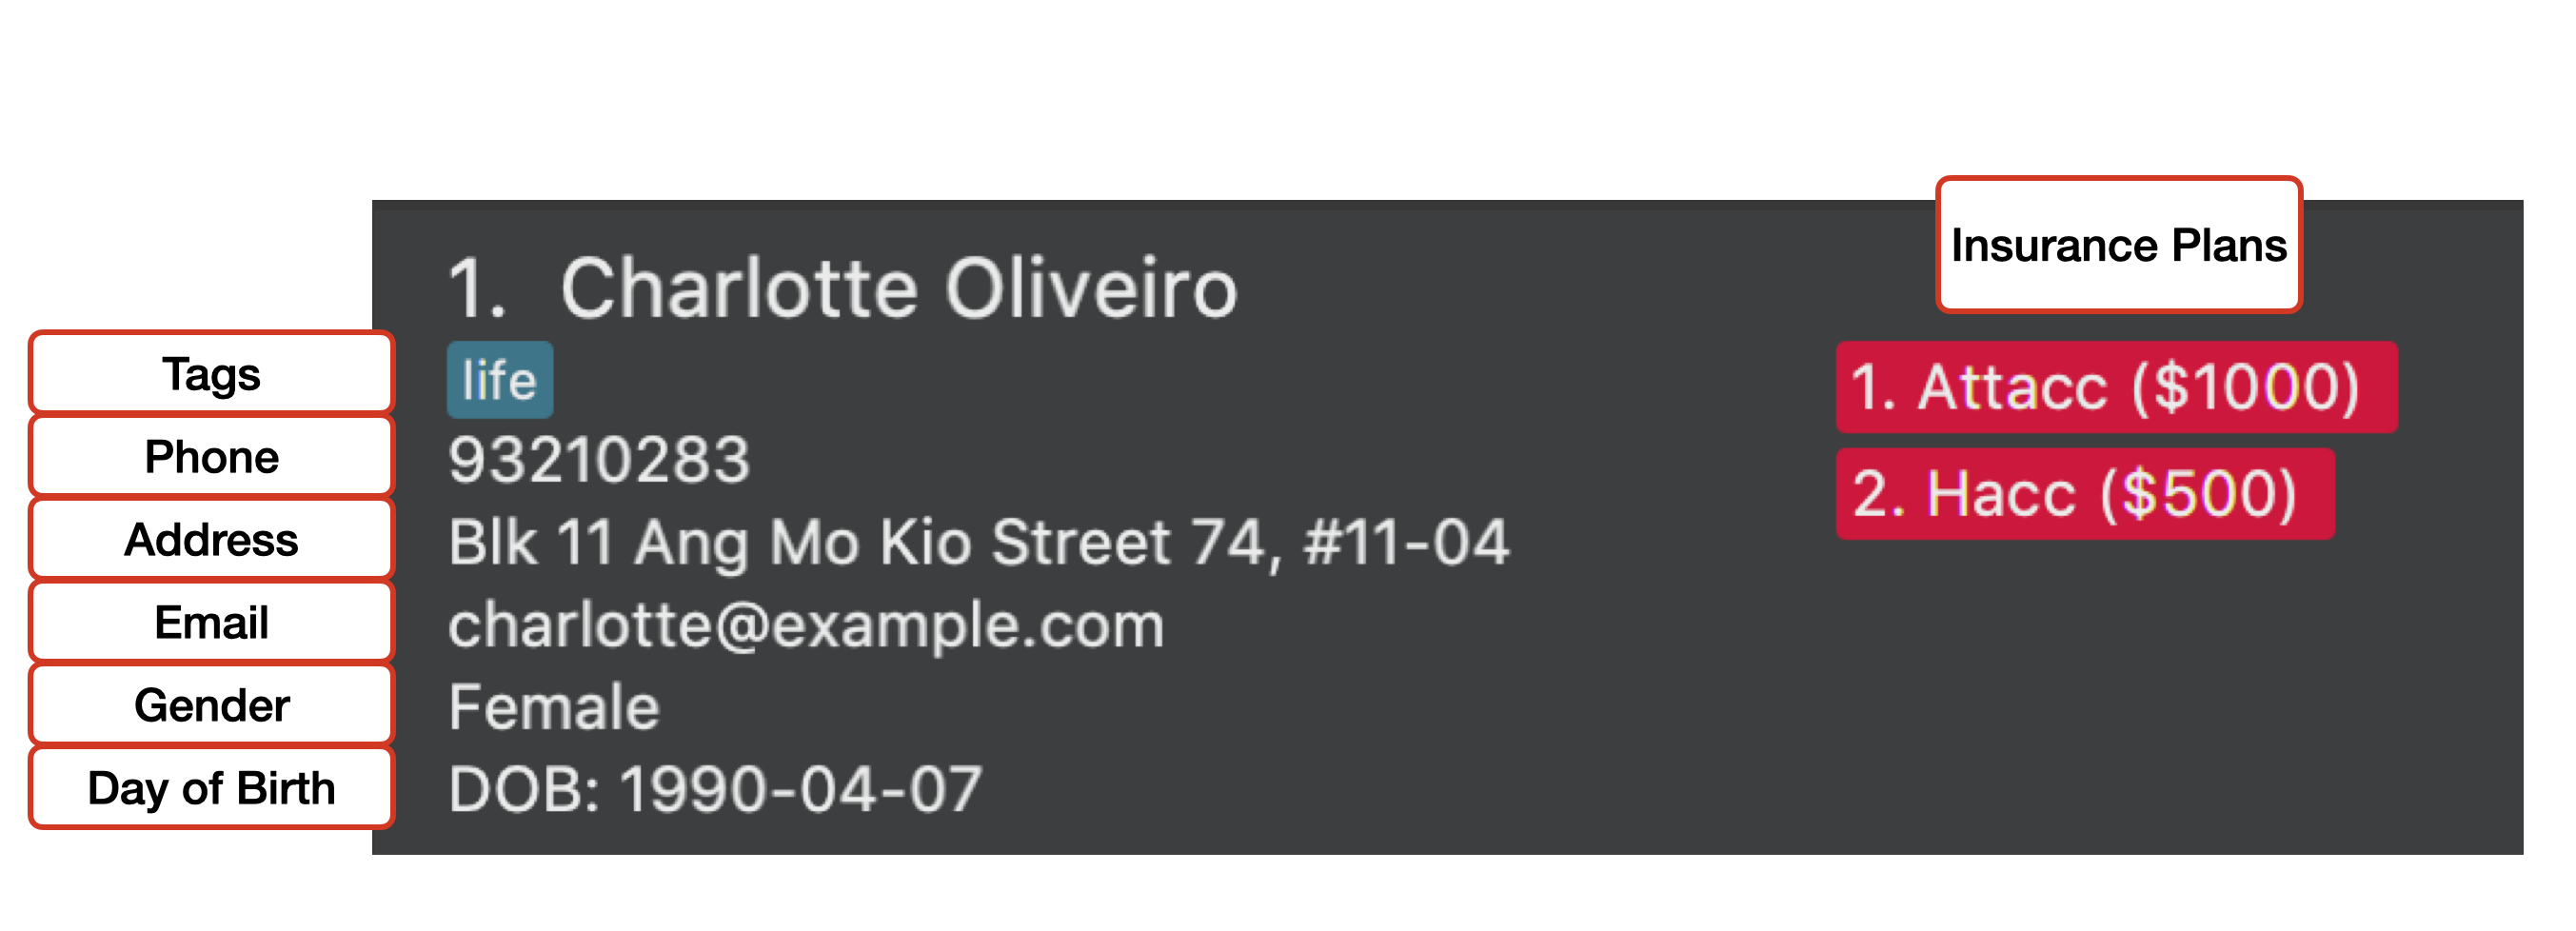 Insurance Plans
1. Charlotte Oliveiro
Tags
life
1. Attacc ($1000)
Phone
93210283
2. Hacc ($500)
Address
Blk 11 Ang Mo Kio Street 74, #11-04
Email
charlotte@example.com
Gender
Female
Day of Birth
DOB: 1990-04-07